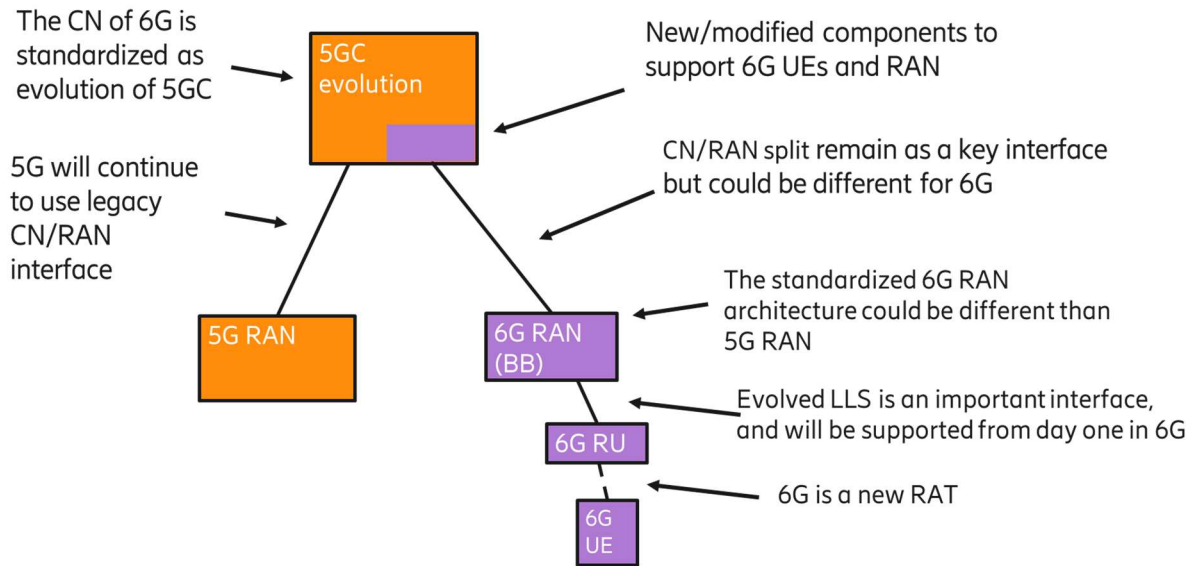 The CN of 6G is
standardized as
evolution of 5GC
5GC
evolution
New/modified components to
support 6G UEs and RAN
5G will continue
to use legacy
CN/RAN
interface
CN/RAN split remain as a key interface
but could be different for 6G
5G RAN
6G RAN
(BB)
The standardized 6G RAN
architecture could be different than
5G RAN
Evolved LLS is an important interface,
and will be supported from day one in 6G
6G RU
6G is a new RAT
6G
UE